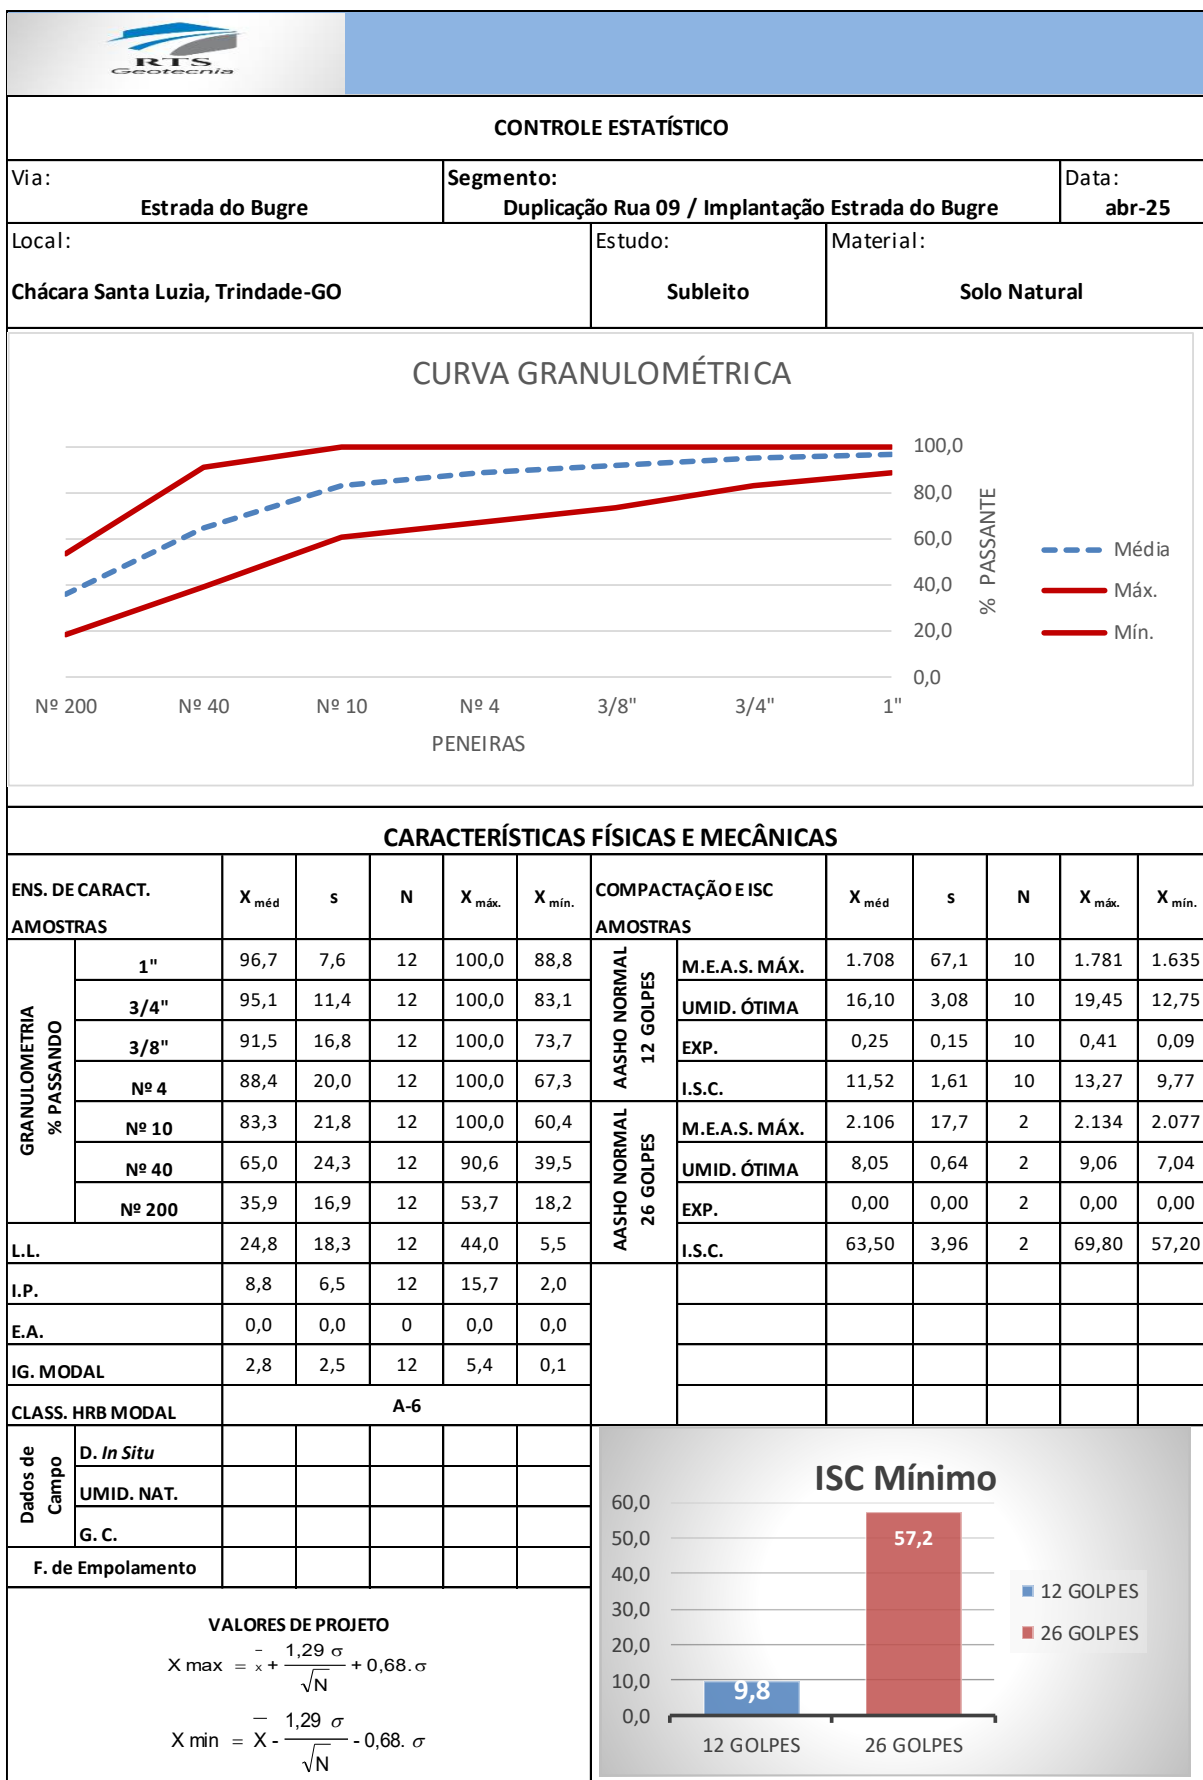 RTS
Geotecnia
CONTROLE ESTATÍSTICO
Via: Segmento: Data:
Estrada do Bugre Duplicação Rua 09 / Implantação Estrada do Bugre abr-25
Local: Estudo: Material:
Chácara Santa Luzia, Trindade-GO Subleito Solo Natural
CURVA GRANULOMÉTRICA
100,0
80,0
60,0
40,0
20,0
0,0
% PASSANTE
Média
Máx.
Mín.
Nº 200 Nº 40 Nº 10 Nº 4 3/8" 3/4" 1"
PENEIRAS
CARACTERÍSTICAS FÍSICAS E MECÂNICAS
ENS. DE CARACT. AMOSTRAS X méd s N X máx. X mín. COMPACTAÇÃO E ISC AMOSTRAS X méd s N X máx. X mín.
GRANULOMETRIA % PASSANDO
AASHO NORMAL 12 GOLPES
1" 96,7 7,6 12 100,0 88,8 M.E.A.S. MÁX. 1.708 67,1 10 1.781 1.635
3/4" 95,1 11,4 12 100,0 83,1 UMID. ÓTIMA 16,10 3,08 10 19,45 12,75
3/8" 91,5 16,8 12 100,0 73,7 EXP. 0,25 0,15 10 0,41 0,09
Nº 4 88,4 20,0 12 100,0 67,3 I.S.C. 11,52 1,61 10 13,27 9,77
AASHO NORMAL 26 GOLPES
Nº 10 83,3 21,8 12 100,0 60,4 M.E.A.S. MÁX. 2.106 17,7 2 2.134 2.077
Nº 40 65,0 24,3 12 90,6 39,5 UMID. ÓTIMA 8,05 0,64 2 9,06 7,04
Nº 200 35,9 16,9 12 53,7 18,2 EXP. 0,00 0,00 2 0,00 0,00
L.L. 24,8 18,3 12 44,0 5,5 I.S.C. 63,50 3,96 2 69,80 57,20
I.P. 8,8 6,5 12 15,7 2,0
E.A. 0,0 0,0 0 0,0 0,0
IG. MODAL 2,8 2,5 12 5,4 0,1
CLASS. HRB MODAL A-6
Dados de Campo
D. In Situ
UMID. NAT.
G. C.
F. de Empolamento
VALORES DE PROJETO
X max = x̄ + 1,29 σ / √N + 0,68. σ
X min = X̄ - 1,29 σ / √N - 0,68. σ
ISC Mínimo
60,0
50,0
40,0
30,0
20,0
10,0
0,0
9,8
57,2
12 GOLPES 26 GOLPES
12 GOLPES
26 GOLPES